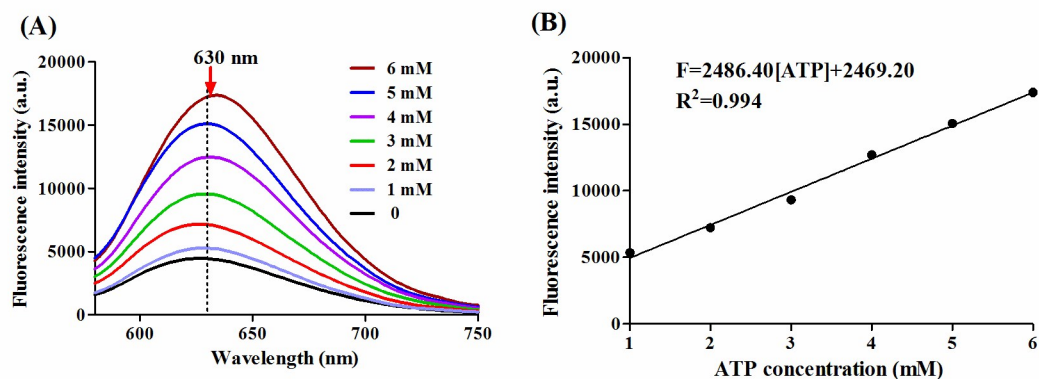 (A)
630 nm
20000
15000
10000
5000
0
Fluorescence intensity (a.u.)
6 mM
5 mM
4 mM
3 mM
2 mM
1 mM
0
600
650
700
750
Wavelength (nm)
(B)
F=2486.40[ATP]+2469.20
R²=0.994
20000
15000
10000
5000
0
Fluorescence intensity (a.u.)
1
2
3
4
5
6
ATP concentration (mM)